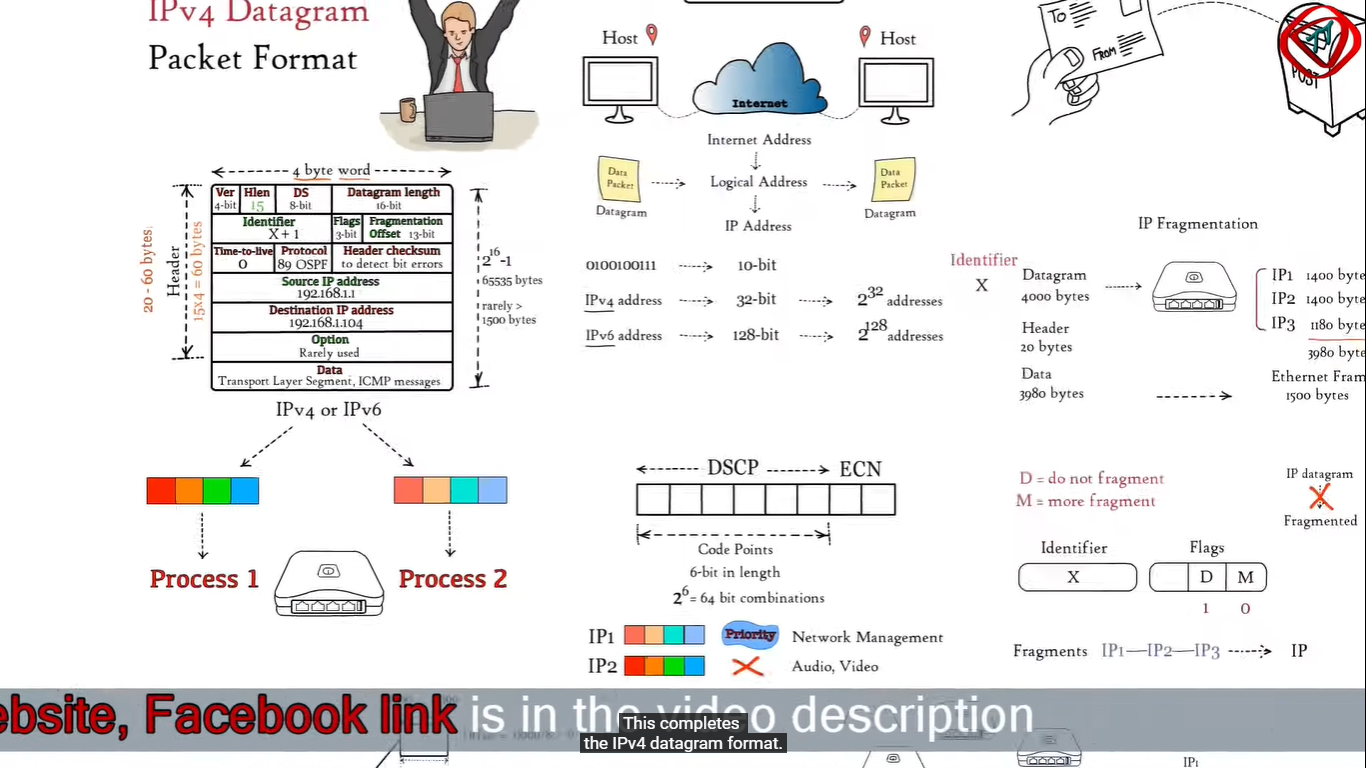 IPv4 Datagram
Packet Format
4 byte word
Ver Hlen DS Datagram length
4-bit 15 8-bit 16-bit
Identifier Flags Fragmentation
X + 1 3-bit Offset 13-bit
Time-to-live Protocol Header checksum
0 89 OSPF to detect bit errors
Source IP address
192.168.1.1
Destination IP address
192.168.1.104
Option
Rarely used
Data
Transport Layer Segment, ICMP messages
20 - 60 bytes
Header
15x4 = 60 bytes
2^16-1
65535 bytes
rarely >
1500 bytes
IPv4 or IPv6
Process 1
Process 2
Host
Host
Internet
Internet Address
Data
Packet
Datagram
Logical Address
Data
Packet
Datagram
IP Address
0100100111 10-bit
IPv4 address 32-bit 2^32 addresses
IPv6 address 128-bit 2^128 addresses
DSCP ECN
Code Points
6-bit in length
2^6 = 64 bit combinations
IP1 Priority Network Management
IP2 Audio, Video
TO
FROM
POST
IP Fragmentation
Identifier
X
Datagram
4000 bytes
Header
20 bytes
Data
3980 bytes
IP1 1400 byte
IP2 1400 byte
IP3 1180 byte
3980 byte
Ethernet Fram
1500 bytes
D = do not fragment
M = more fragment
IP datagram
Fragmented
Identifier Flags
X D M
1 0
Fragments IP1—IP2—IP3 IP
ebsite, Facebook link is in the video description
This completes
the IPv4 datagram format.
IP1